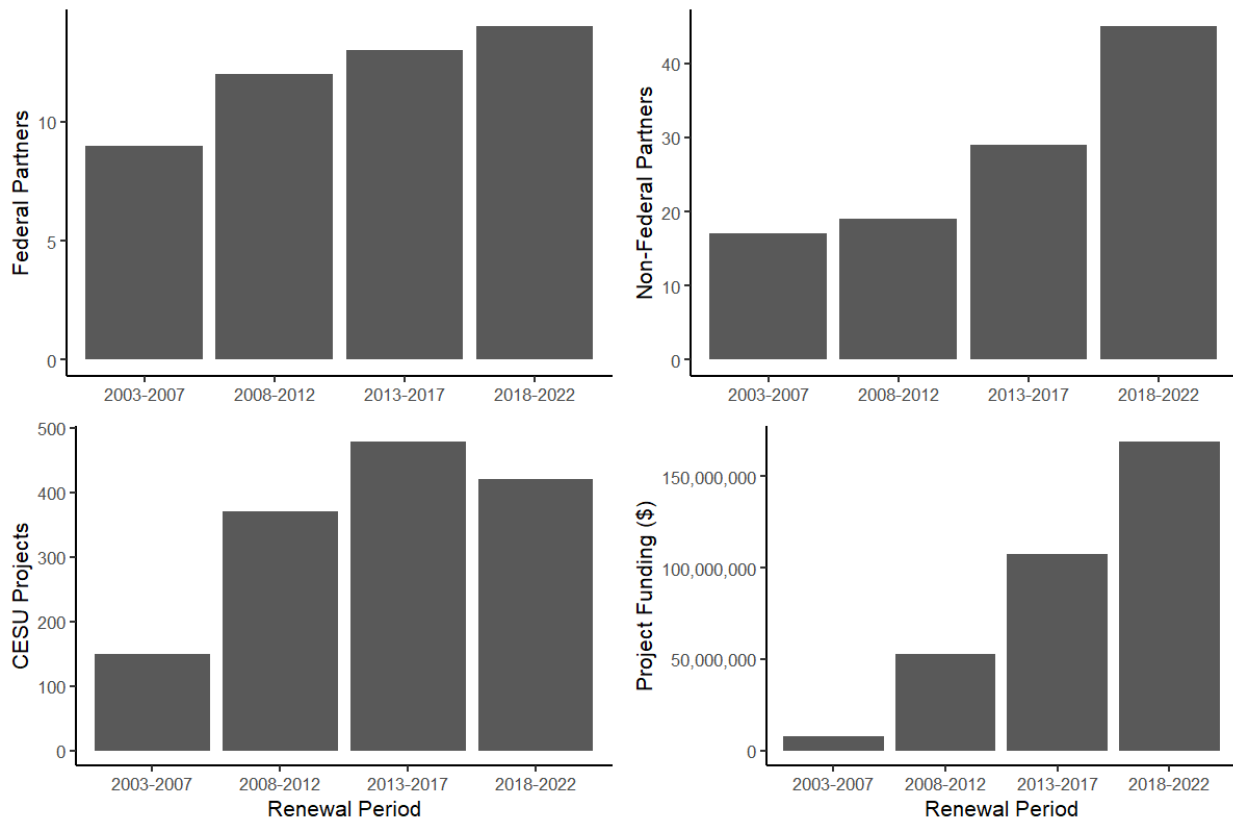 Federal Partners
10
5
0
2003-2007 2008-2012 2013-2017 2018-2022
Non-Federal Partners
40
30
20
10
0
2003-2007 2008-2012 2013-2017 2018-2022
CESU Projects
500
400
300
200
100
0
2003-2007 2008-2012 2013-2017 2018-2022
Renewal Period
Project Funding ($)
150,000,000
100,000,000
50,000,000
0
2003-2007 2008-2012 2013-2017 2018-2022
Renewal Period